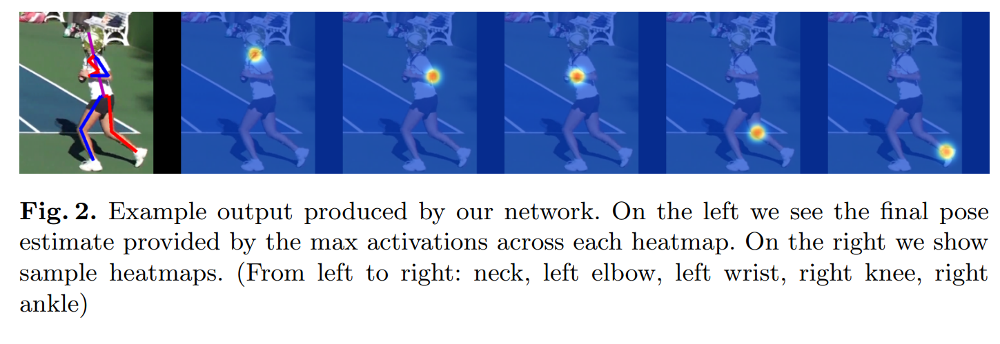 Fig. 2. Example output produced by our network. On the left we see the final pose
estimate provided by the max activations across each heatmap. On the right we show
sample heatmaps. (From left to right: neck, left elbow, left wrist, right knee, right
ankle)